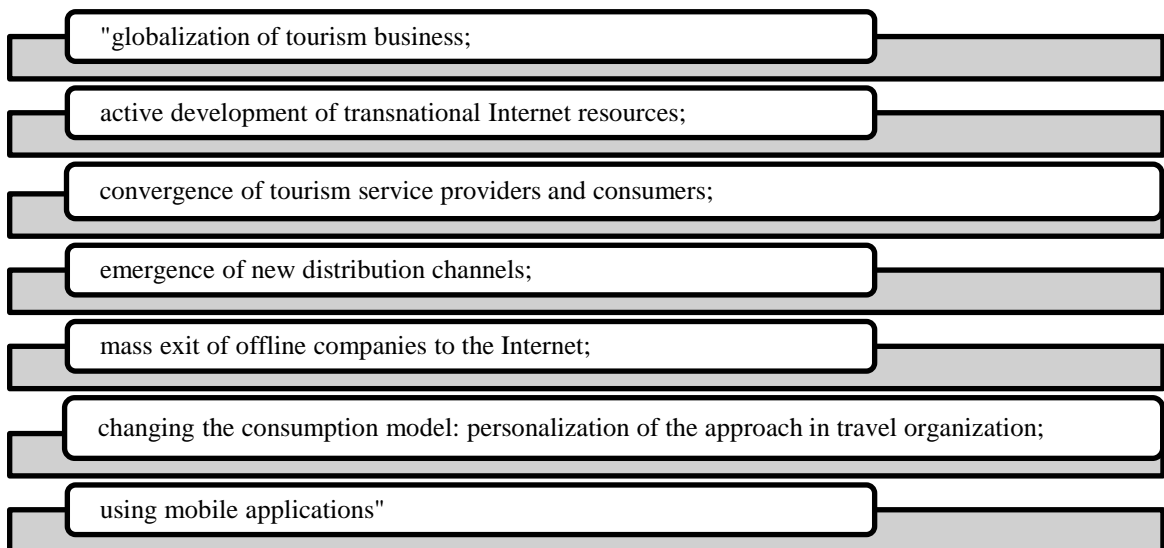 "globalization of tourism business;
active development of transnational Internet resources;
convergence of tourism service providers and consumers;
emergence of new distribution channels;
mass exit of offline companies to the Internet;
changing the consumption model: personalization of the approach in travel organization;
using mobile applications"